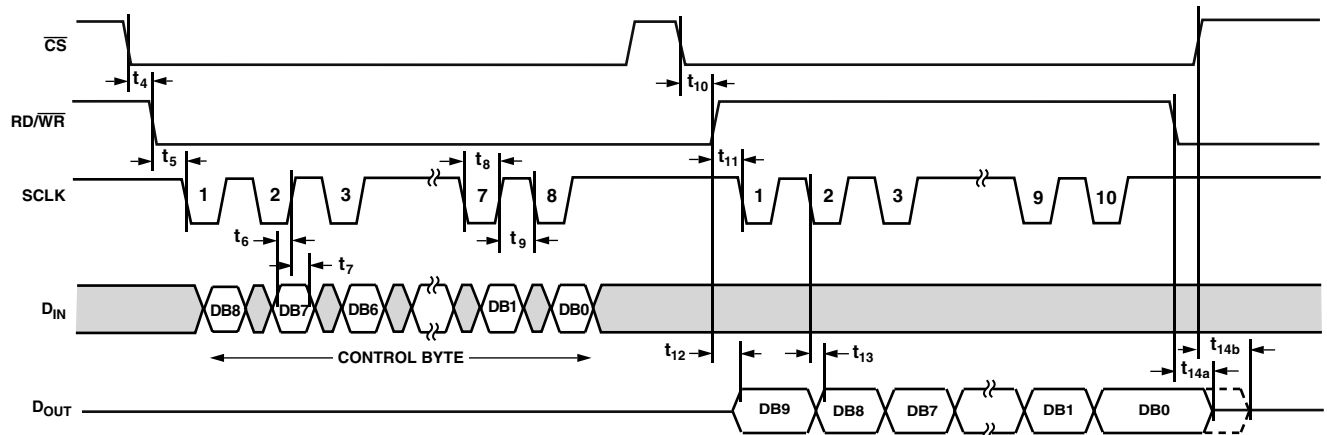 CS
t4
t10
RD/WR
t5
t8
t11
SCLK
1 2 3 7 8 1 2 3 9 10
t6
t9
t7
DIN
DB8 DB7 DB6 DB1 DB0
CONTROL BYTE
t12
t13
t14b
t14a
DOUT
DB9 DB8 DB7 DB1 DB0